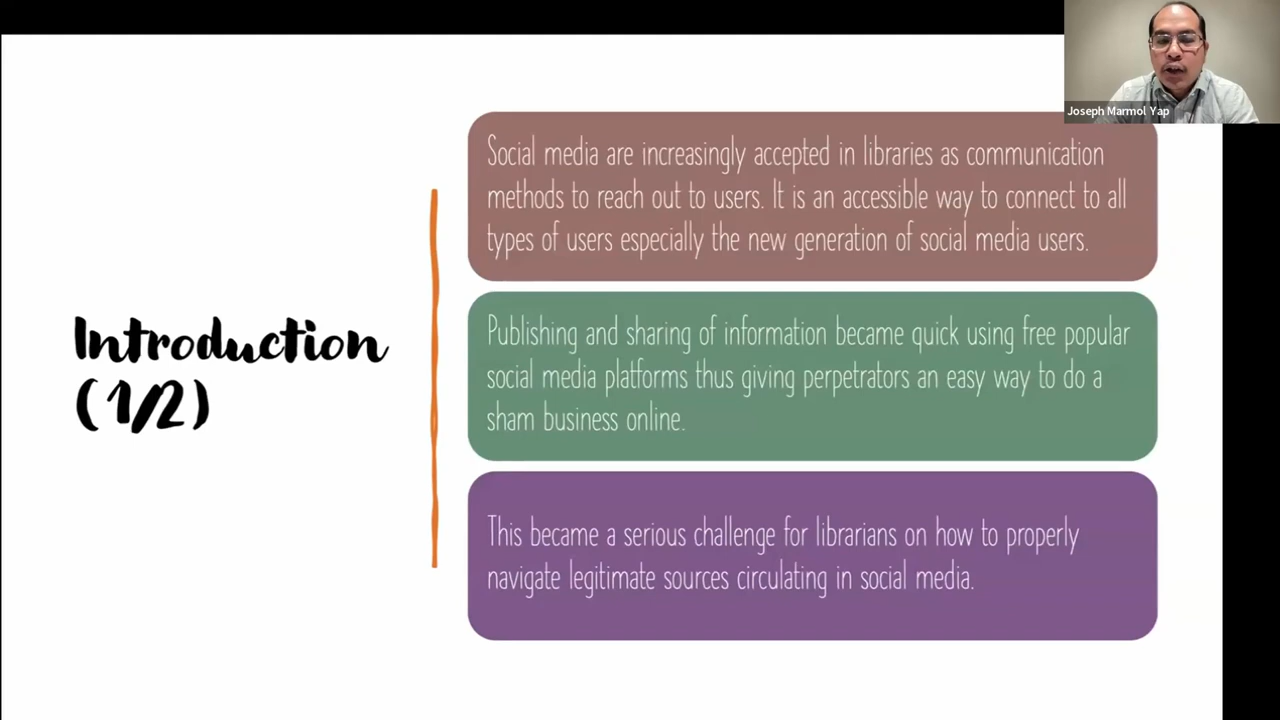 Joseph Marmol Yap
Introduction
(1/2)
Social media are increasingly accepted in libraries as communication
methods to reach out to users. It is an accessible way to connect to all
types of users especially the new generation of social media users.
Publishing and sharing of information became quick using free popular
social media platforms thus giving perpetrators an easy way to do a
sham business online.
This became a serious challenge for librarians on how to properly
navigate legitimate sources circulating in social media.